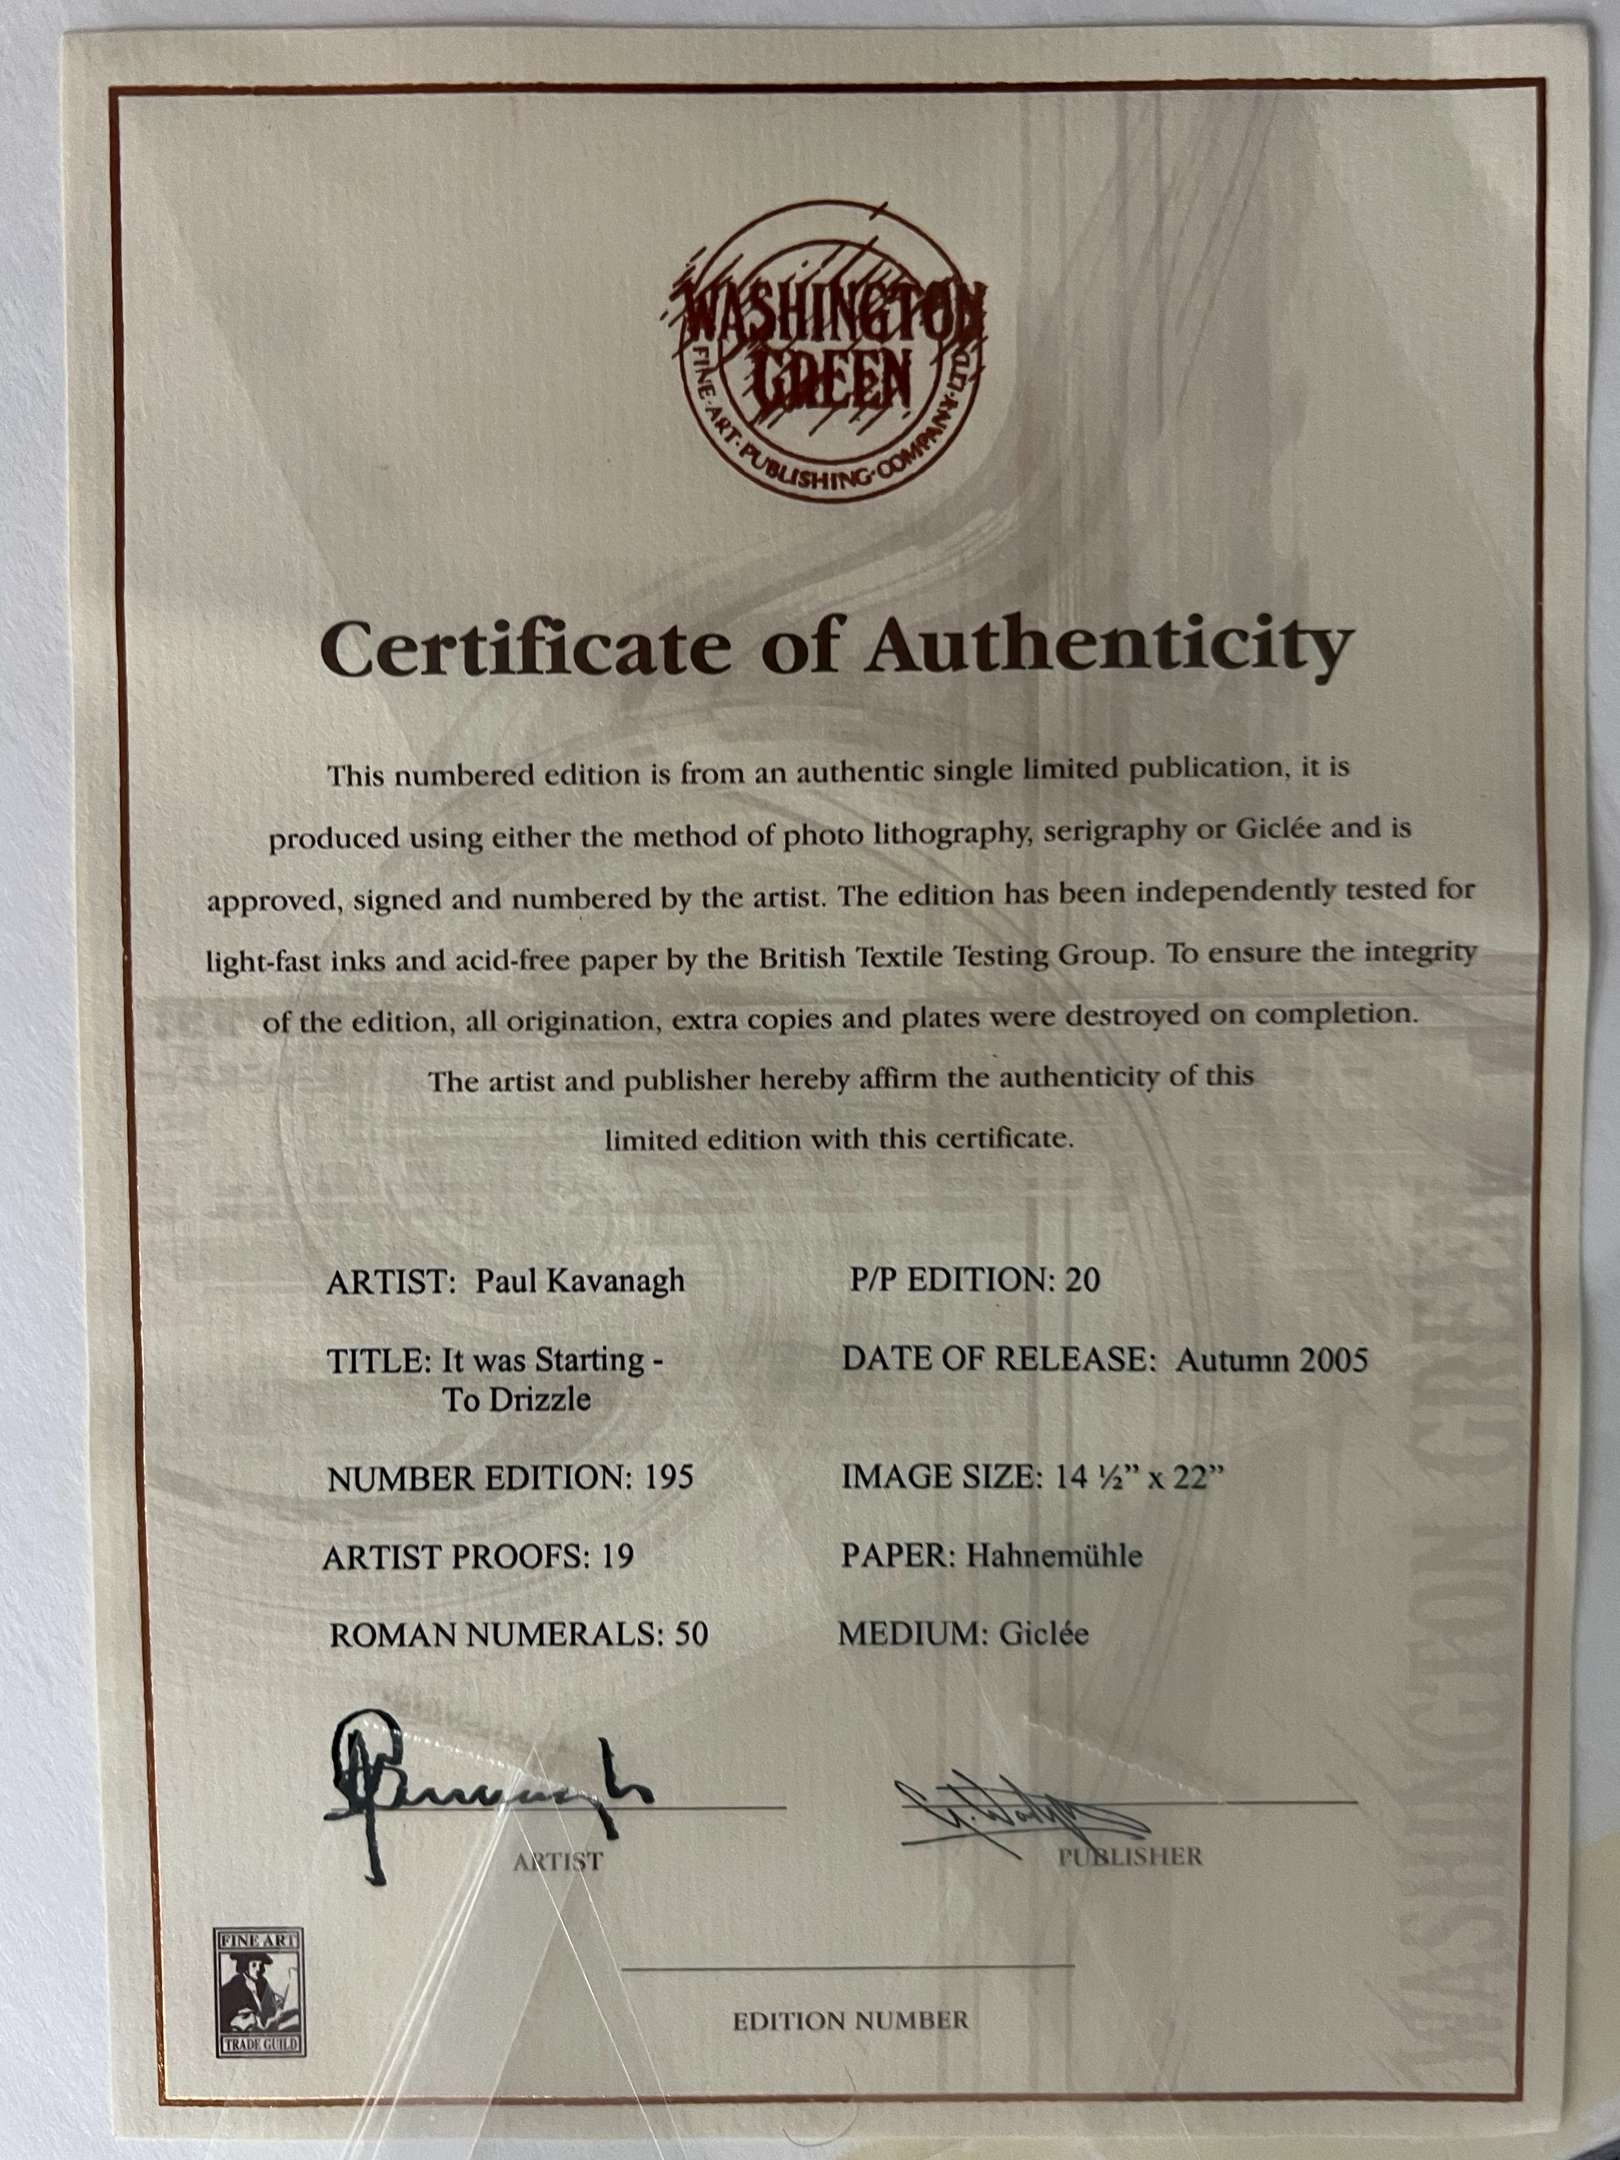 WASHINGTON
GREEN
FINE·ART·PUBLISHING·COMPANY·LTD
Certificate of Authenticity
This numbered edition is from an authentic single limited publication, it is
produced using either the method of photo lithography, serigraphy or Giclée and is
approved, signed and numbered by the artist. The edition has been independently tested for
light-fast inks and acid-free paper by the British Textile Testing Group. To ensure the integrity
of the edition, all origination, extra copies and plates were destroyed on completion.
The artist and publisher hereby affirm the authenticity of this
limited edition with this certificate.
ARTIST: Paul Kavanagh
P/P EDITION: 20
TITLE: It was Starting -
To Drizzle
DATE OF RELEASE: Autumn 2005
NUMBER EDITION: 195
IMAGE SIZE: 14 ½” x 22”
ARTIST PROOFS: 19
PAPER: Hahnemühle
ROMAN NUMERALS: 50
MEDIUM: Giclée
ARTIST
PUBLISHER
EDITION NUMBER
FINE ART
TRADE GUILD
WASHINGTON GREEN